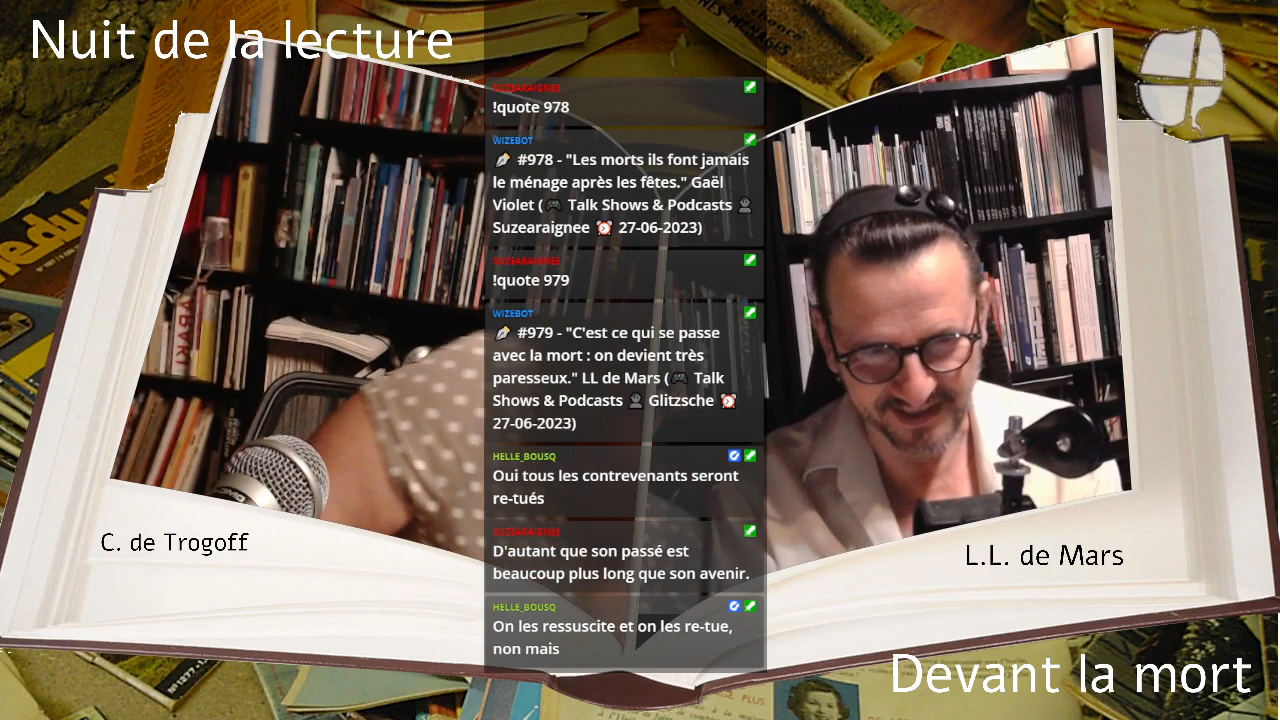 Nuit de la lecture
SUZEARAIGNEE
!quote 978
WIZEBOT
#978 - "Les morts ils font jamais
le ménage après les fêtes." Gaël
Violet ( Talk Shows & Podcasts
Suzearaignee 27-06-2023)
SUZEARAIGNEE
!quote 979
WIZEBOT
#979 - "C'est ce qui se passe
avec la mort : on devient très
paresseux." LL de Mars ( Talk
Shows & Podcasts Glitzsche
27-06-2023)
HELLE_BOUSQ
Oui tous les contrevenants seront
re-tués
SUZEARAIGNEE
D'autant que son passé est
beaucoup plus long que son avenir.
HELLE_BOUSQ
On les ressuscite et on les re-tue,
non mais
C. de Trogoff
L.L. de Mars
Devant la mort